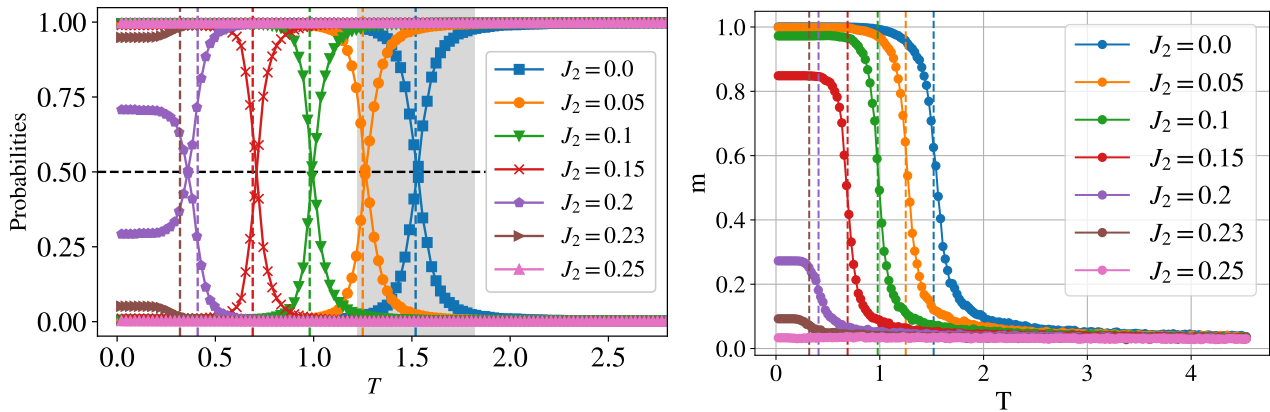 1.00
0.75
0.50
0.25
0.00
Probabilities
0.0
0.5
1.0
1.5
2.0
2.5
T
J₂ = 0.0
J₂ = 0.05
J₂ = 0.1
J₂ = 0.15
J₂ = 0.2
J₂ = 0.23
J₂ = 0.25
1.0
0.8
0.6
0.4
0.2
0.0
m
0
1
2
3
4
T
J₂ = 0.0
J₂ = 0.05
J₂ = 0.1
J₂ = 0.15
J₂ = 0.2
J₂ = 0.23
J₂ = 0.25